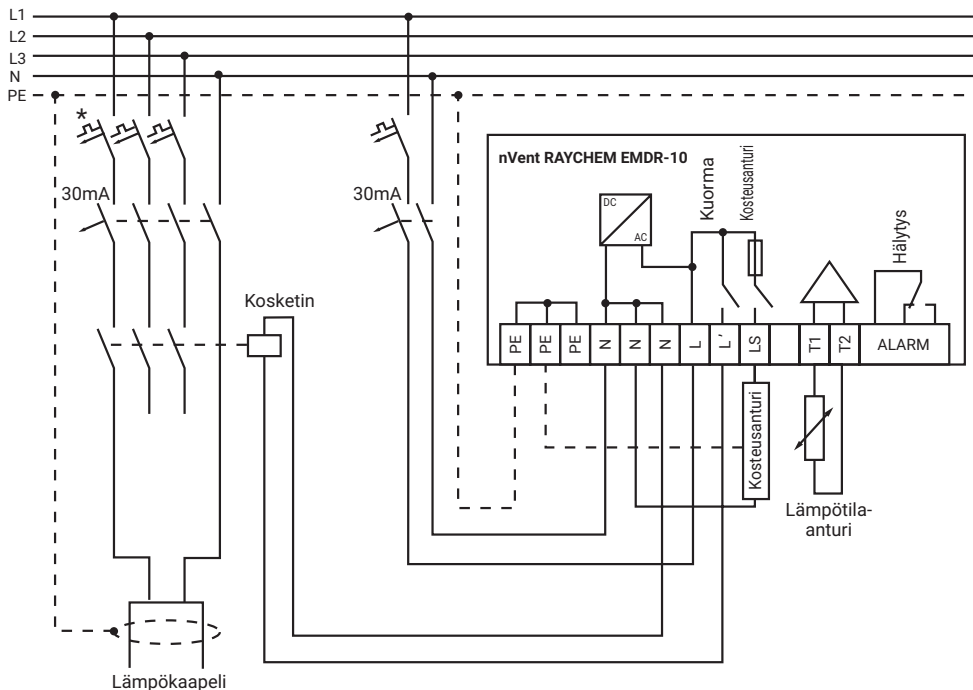 L1
L2
L3
N
PE
*
30mA
30mA
nVent RAYCHEM EMDR-10
DC
AC
Kuorma
Kosteusanturi
Hälytys
Kosketin
PE
PE
PE
N
N
N
L
L'
LS
T1
T2
ALARM
Kosteusanturi
Lämpötila-
anturi
Lämpökaapeli